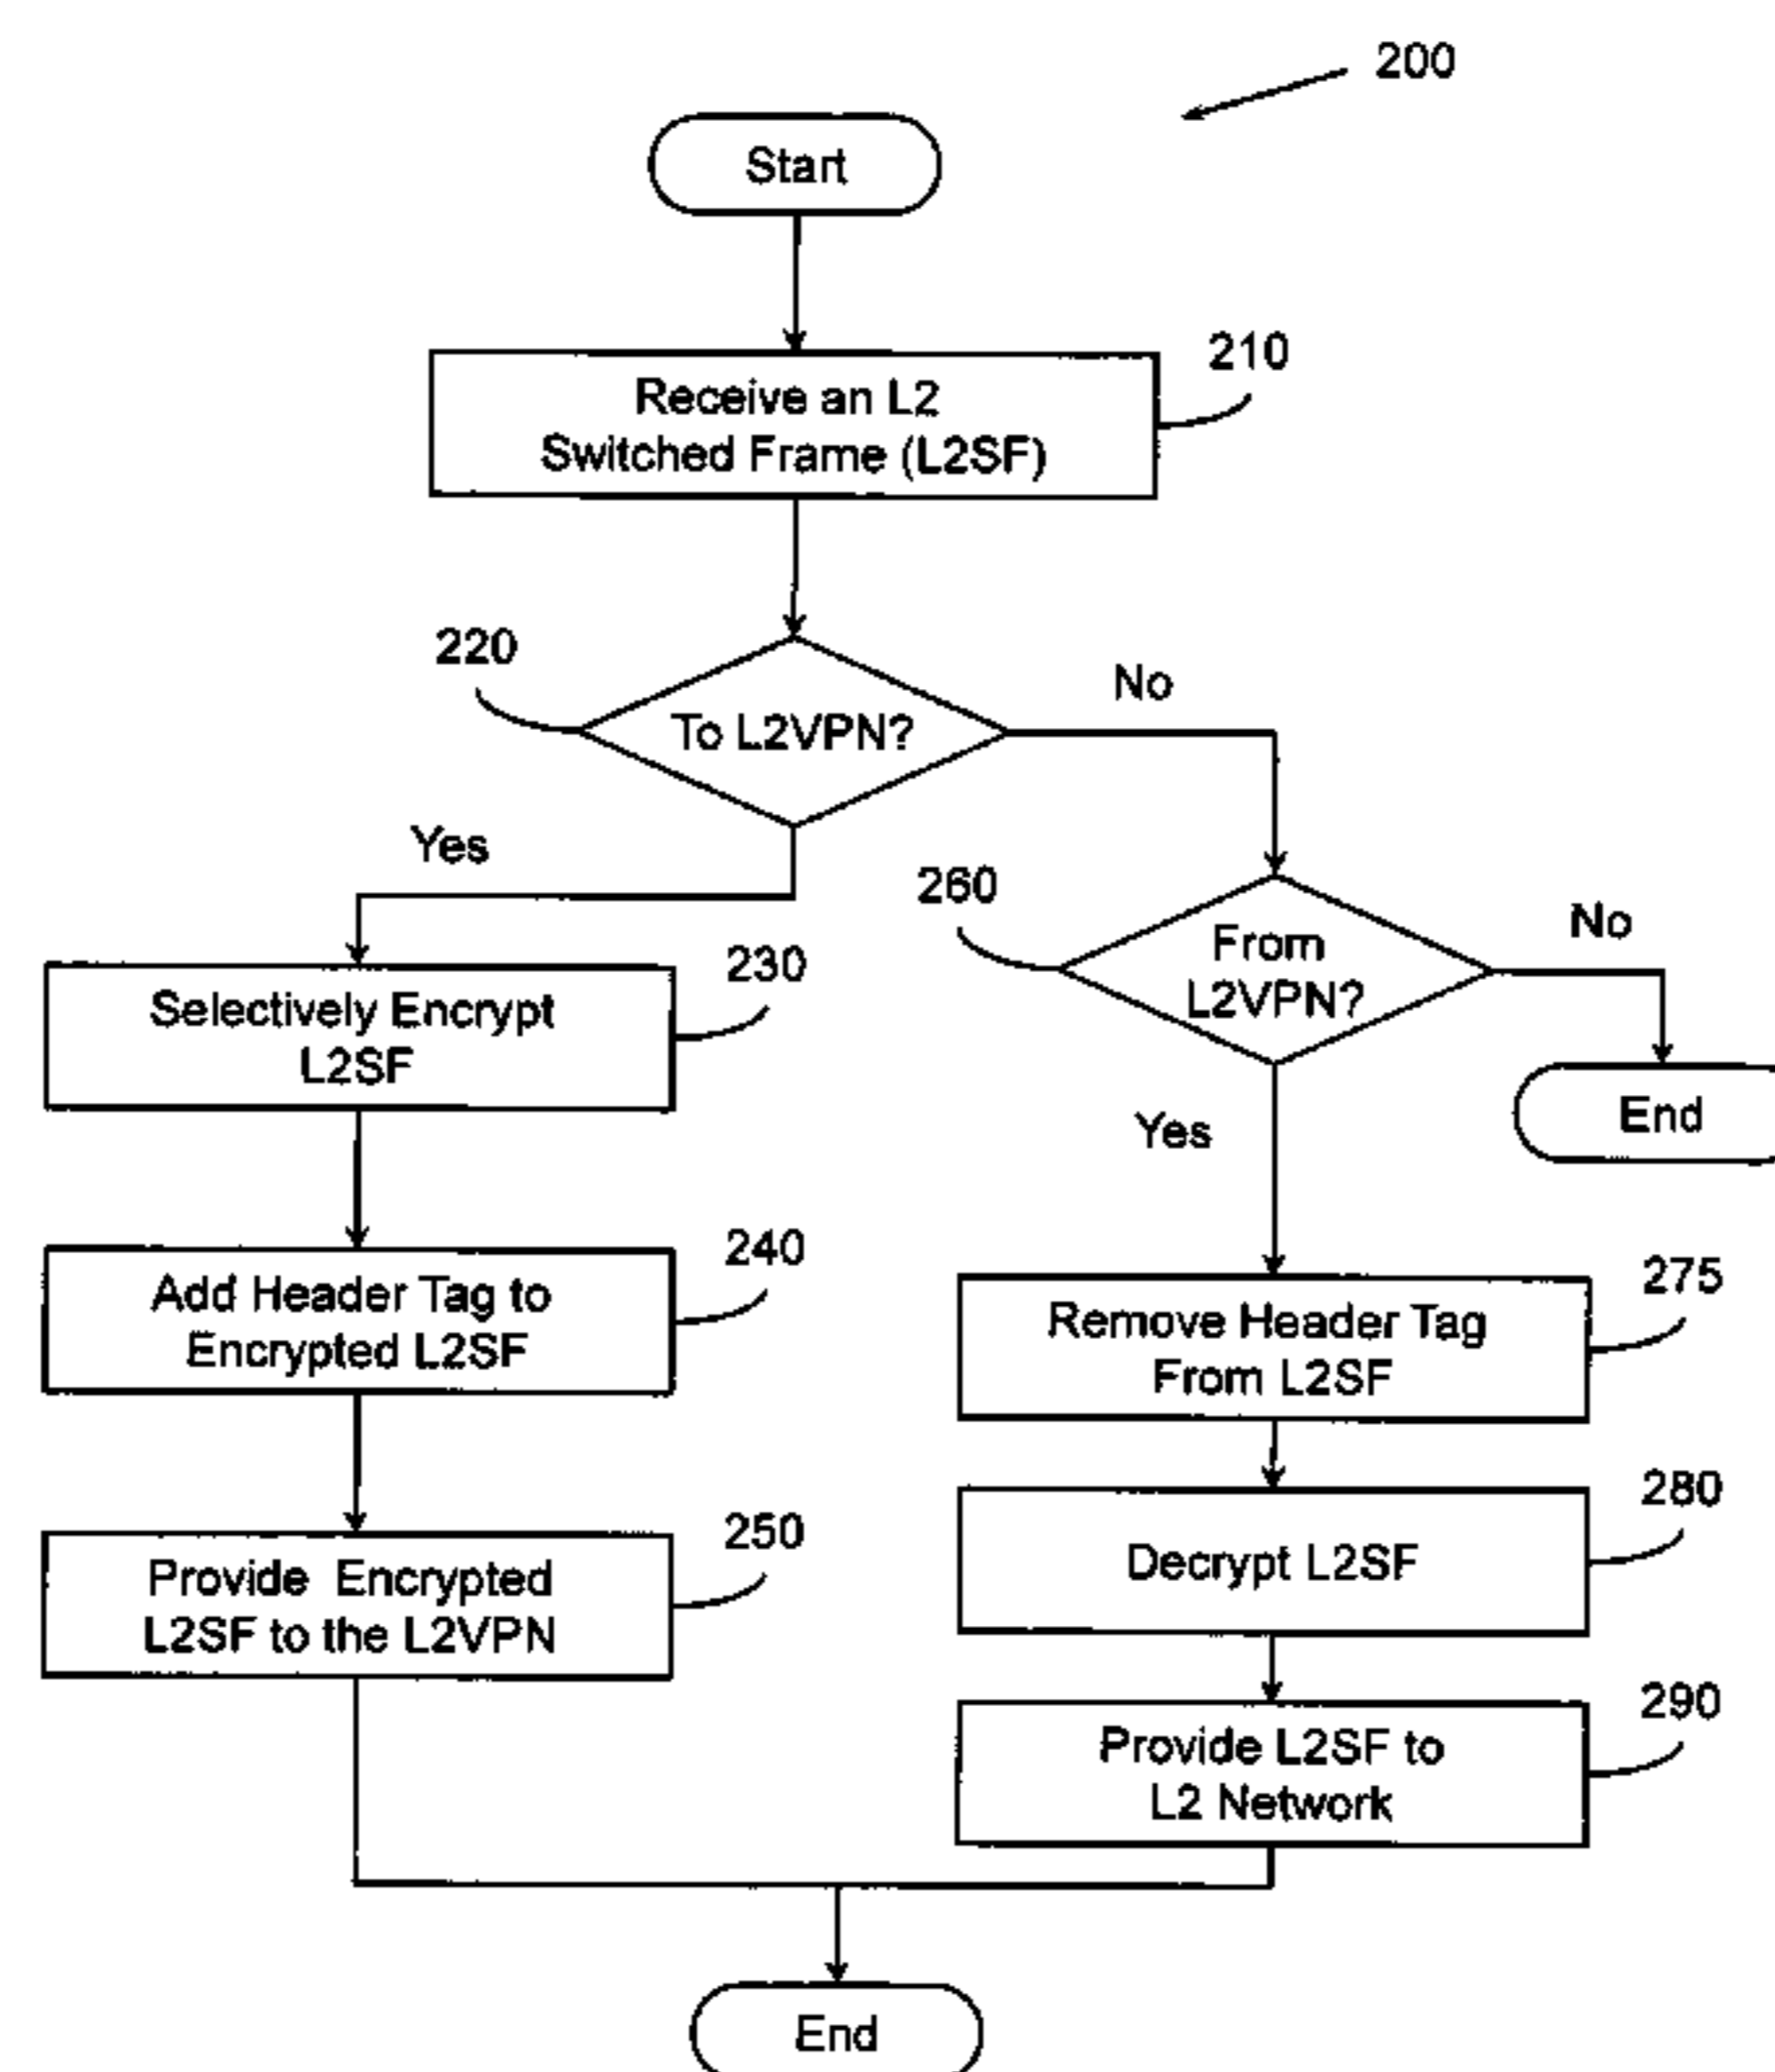 200
Start
210
Receive an L2
Switched Frame (L2SF)
220
To L2VPN?
No
Yes
260
From
L2VPN?
No
End
230
Selectively Encrypt
L2SF
Yes
240
Add Header Tag to
Encrypted L2SF
275
Remove Header Tag
From L2SF
250
Provide Encrypted
L2SF to the L2VPN
280
Decrypt L2SF
290
Provide L2SF to
L2 Network
End